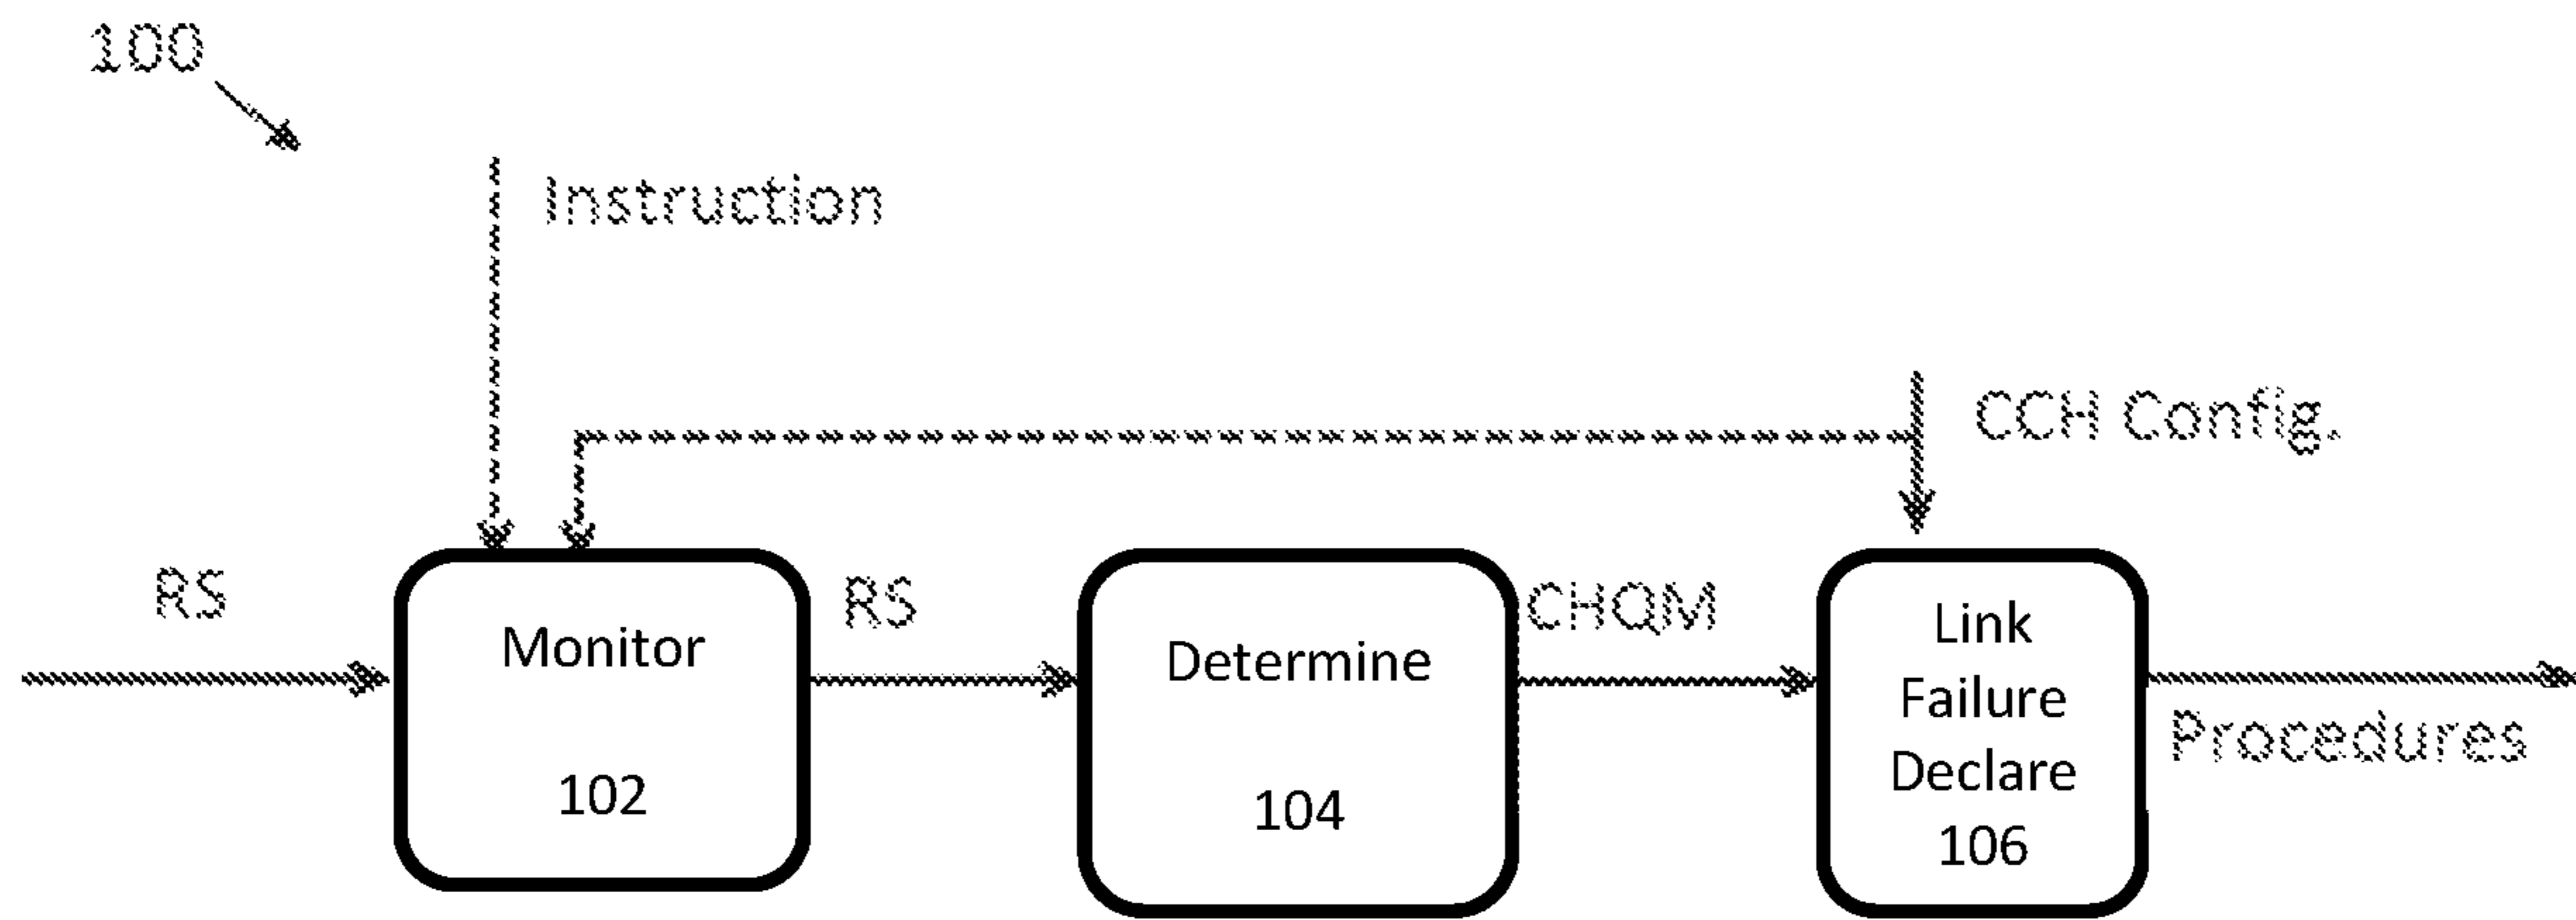 100
Instruction
CCH Config.
RS
Monitor
102
RS
Determine
104
CHQM
Link
Failure
Declare
106
Procedures